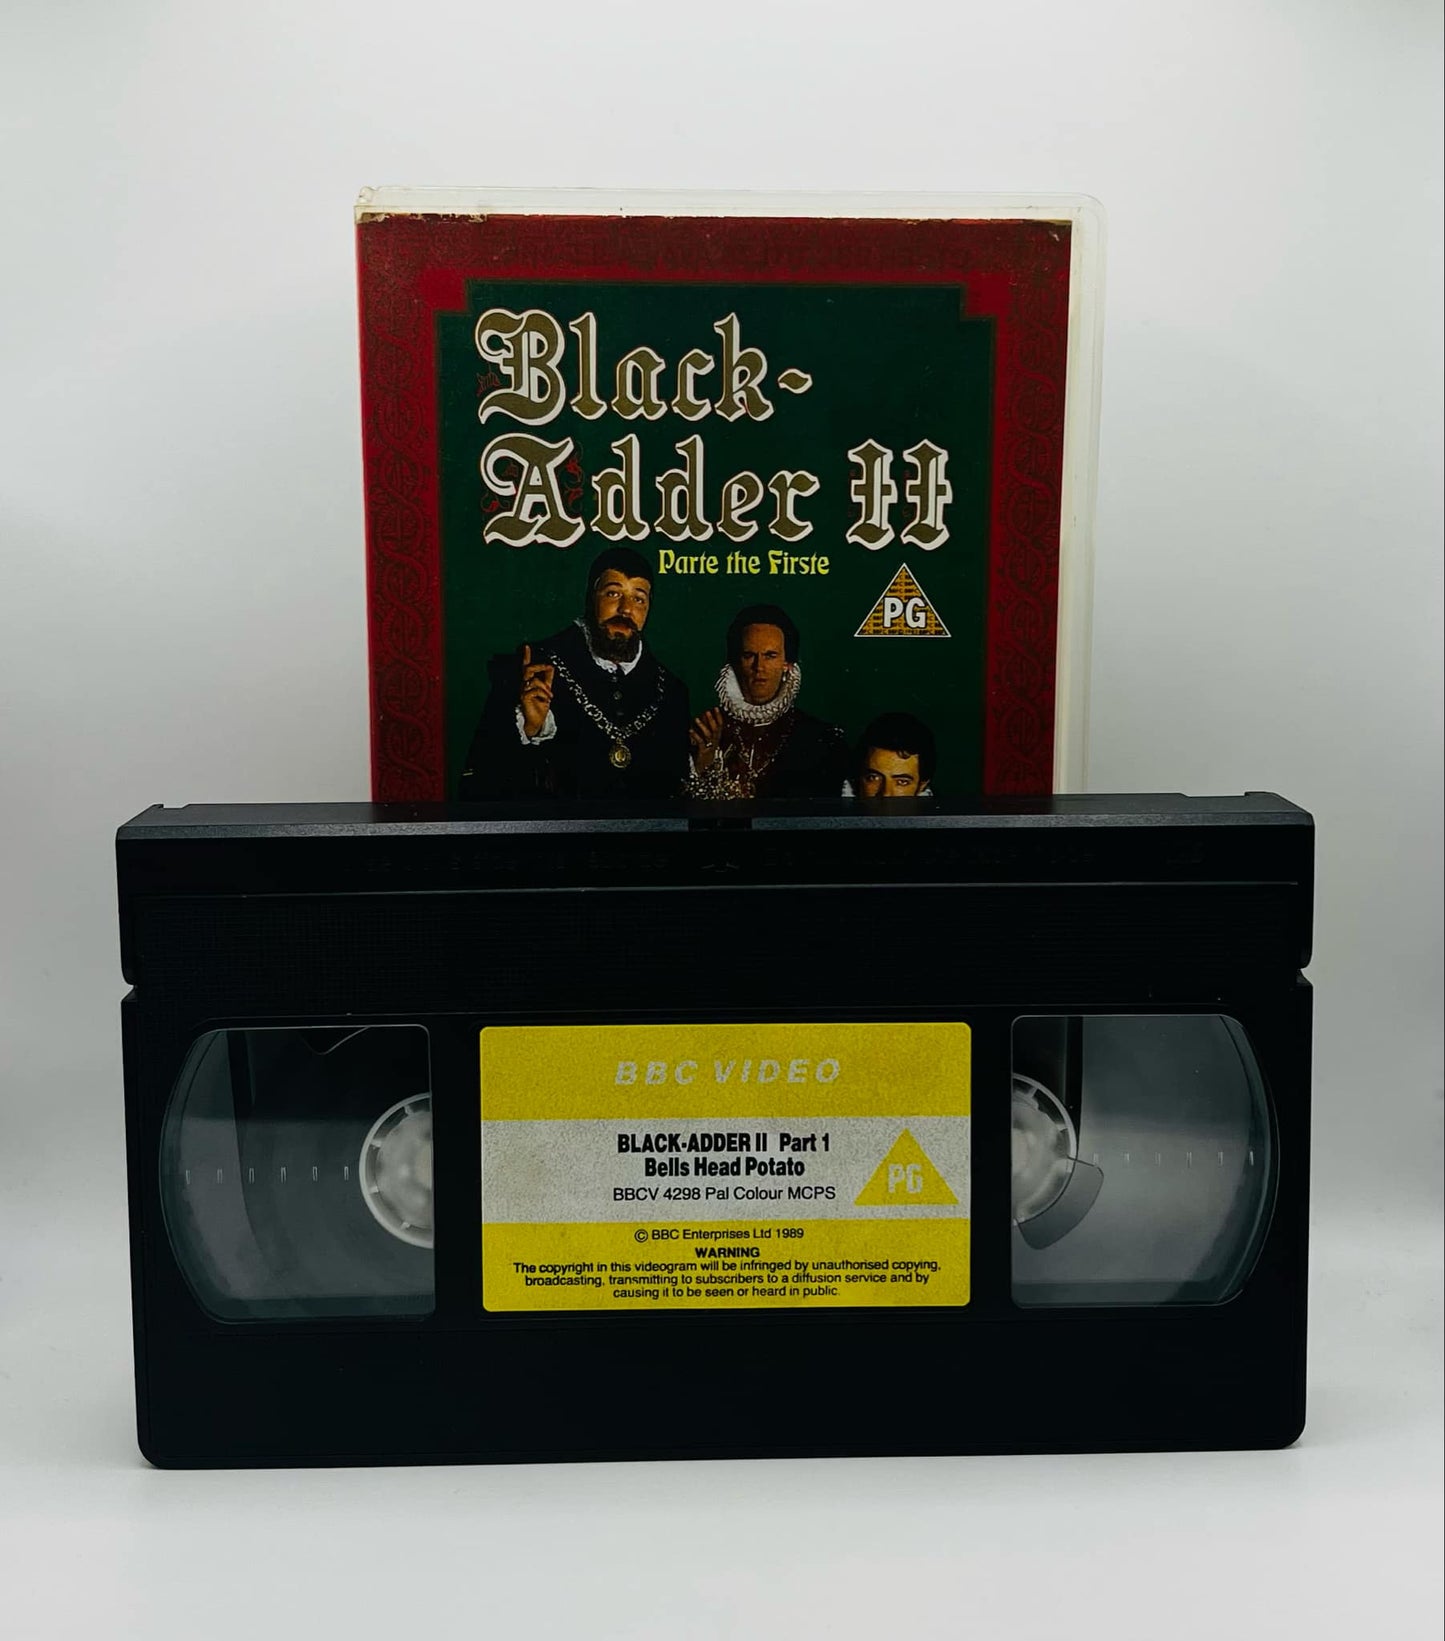 Black-
Adder II
Parte the Firste
PG
BBC VIDEO
BLACK-ADDER II Part 1
Bells Head Potato
BBCV 4298 Pal Colour MCPS
PG
© BBC Enterprises Ltd 1989
WARNING
The copyright in this videogram will be infringed by unauthorised copying,
broadcasting, transmitting to subscribers to a diffusion service and by
causing it to be seen or heard in public.